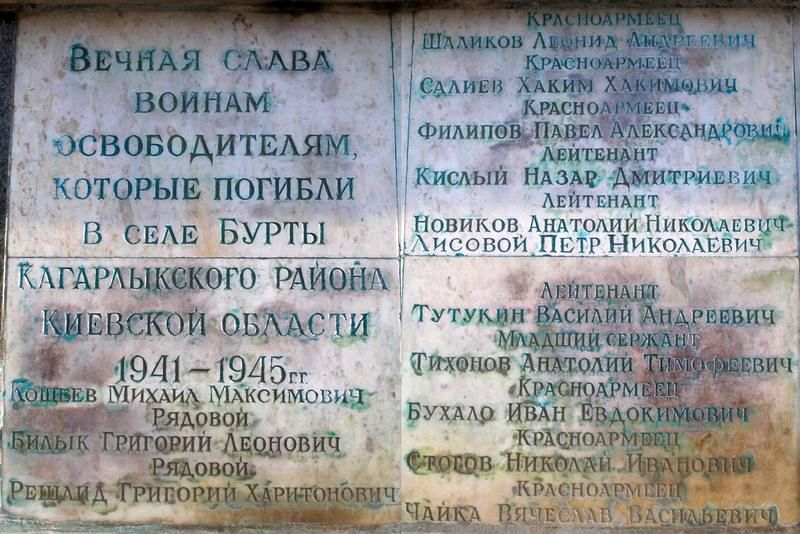 Вечная слава
воинам
освободителям,
которые погибли
в селе Бурты
Кагарлыкского района
Киевской области
1941–1945гг.
Михаил Максимович
Рядовой
Билык Григорий Леонович
Рядовой
Решлид Григорий Харитонович
Красноармеец
Шаликов Леонид Андреевич
Красноармеец
Салиев Хаким Хакимович
Красноармеец
Филипов Павел Александрович
Лейтенант
Кислый Назар Дмитриевич
Лейтенант
Новиков Анатолий Николаевич
Лисовой Петр Николаевич
Лейтенант
Тутукин Василий Андреевич
Младший сержант
Тихонов Анатолий Тимофеевич
Красноармеец
Бухало Иван Евдокимович
Красноармеец
Стогов Николай Иванович
Красноармеец
Чайка Вячеслав Васильевич